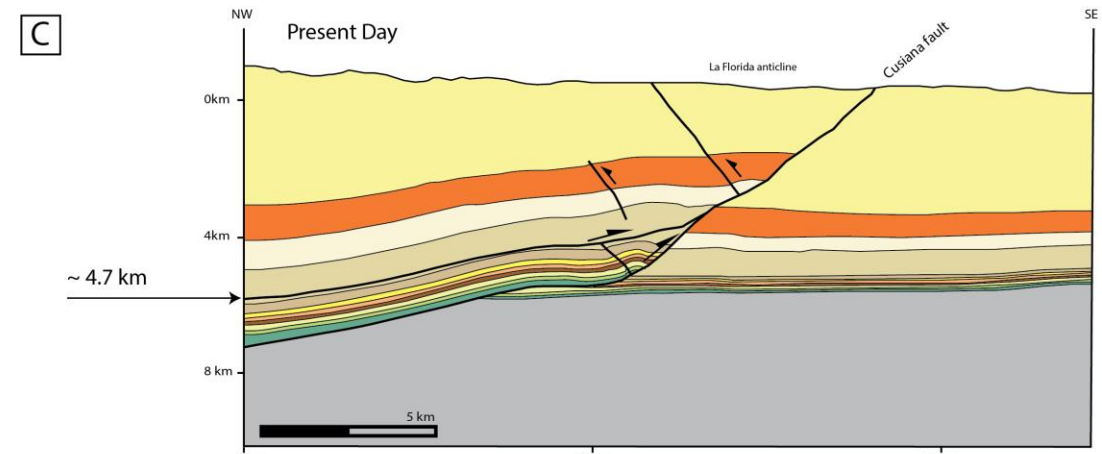 C
NW
SE
Present Day
La Florida anticline
Cusiana fault
0km
4km
~ 4.7 km
8 km
5 km